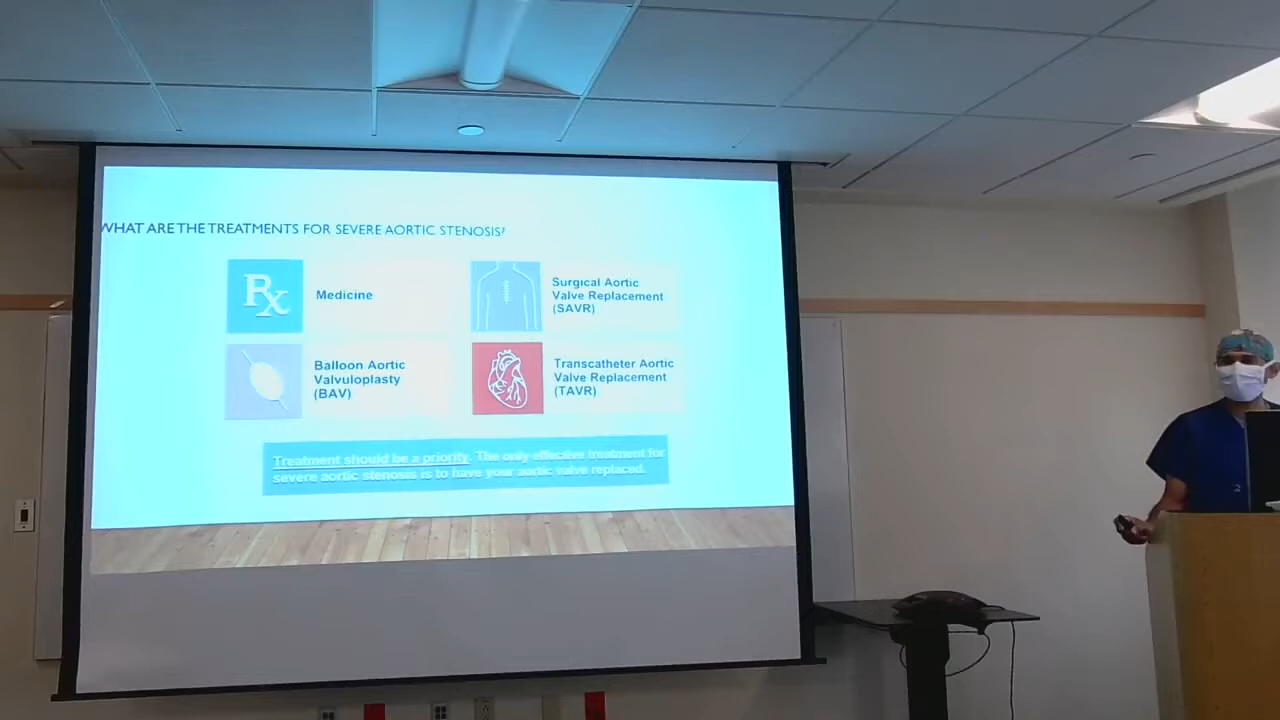 WHAT ARE THE TREATMENTS FOR SEVERE AORTIC STENOSIS?
Rx
Medicine
Surgical Aortic
Valve Replacement
(SAVR)
Balloon Aortic
Valvuloplasty
(BAV)
Transcatheter Aortic
Valve Replacement
(TAVR)
Treatment should be a priority. The only effective treatment for
severe aortic stenosis is to have your aortic valve replaced.